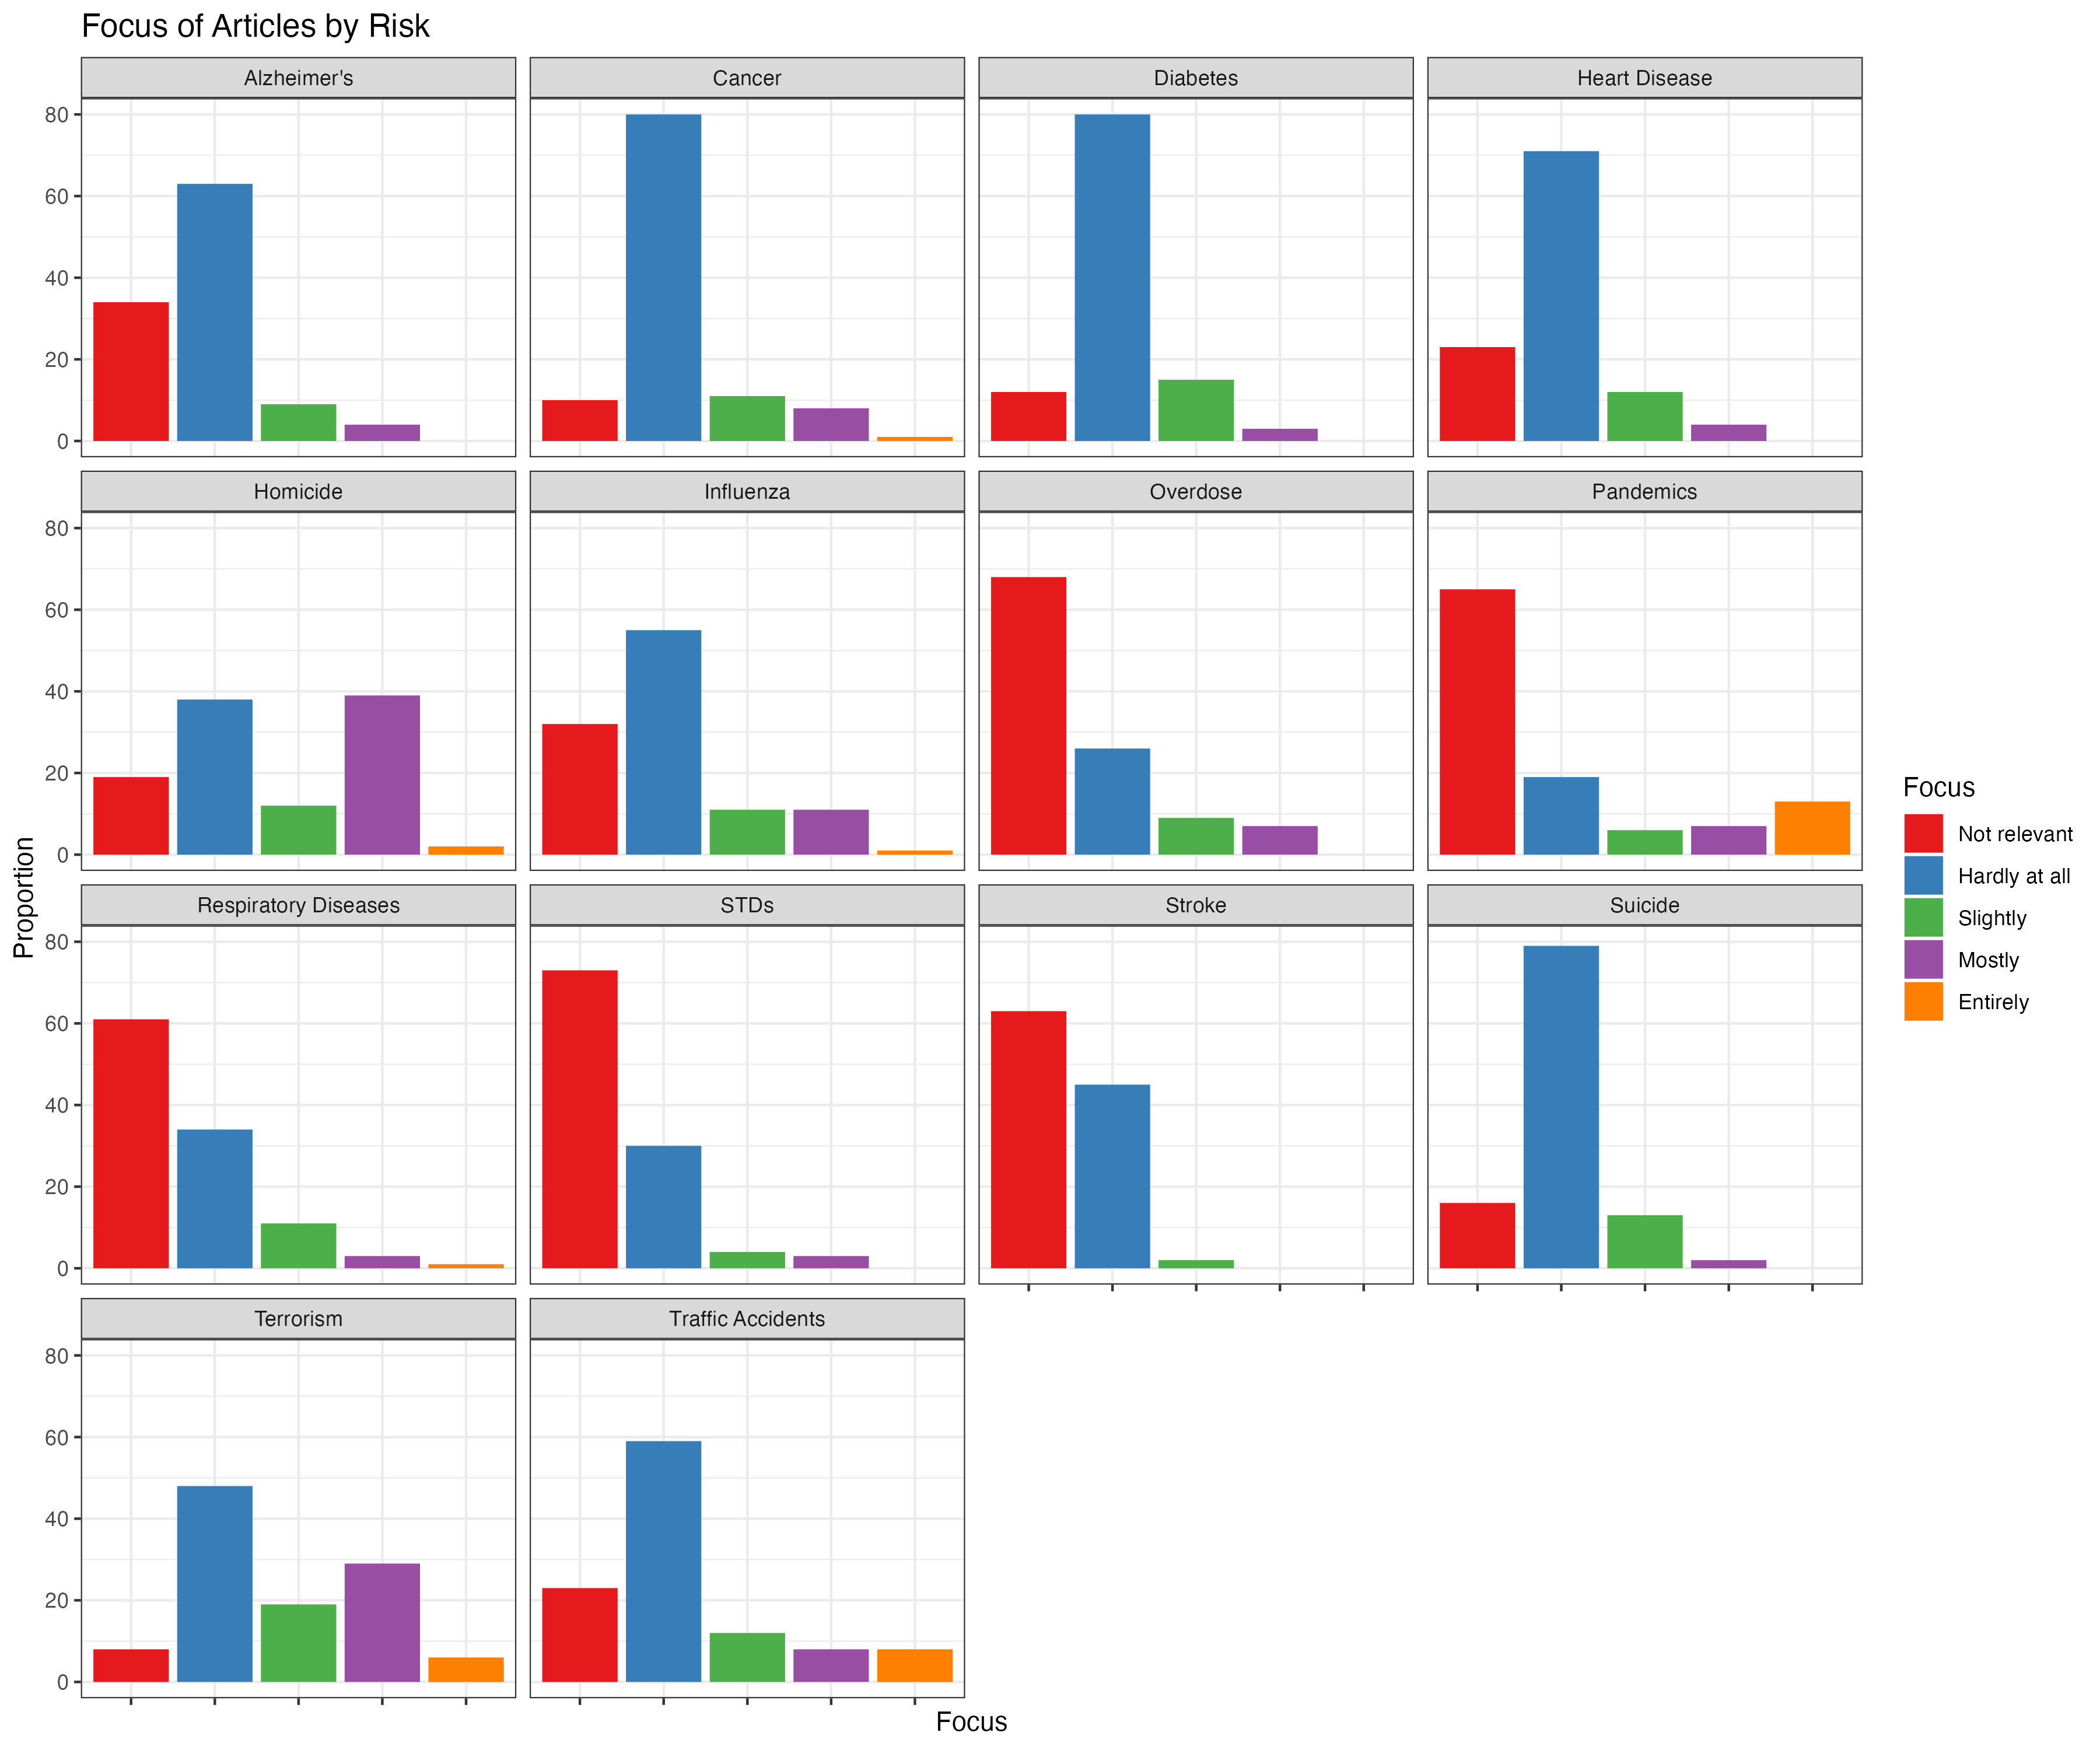 Focus of Articles by Risk
Alzheimer's
Cancer
Diabetes
Heart Disease
80
60
40
20
0
Homicide
Influenza
Overdose
Pandemics
80
60
40
20
0
Respiratory Diseases
STDs
Stroke
Suicide
80
60
40
20
0
Terrorism
Traffic Accidents
80
60
40
20
0
Proportion
Focus
Focus
Not relevant
Hardly at all
Slightly
Mostly
Entirely